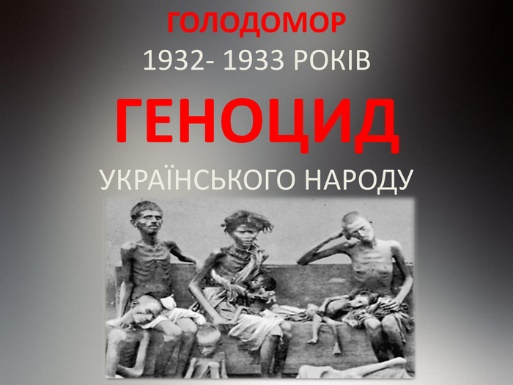 ГОЛОДОМОР
1932- 1933 РОКІВ
ГЕНОЦИД
УКРАЇНСЬКОГО НАРОДУ